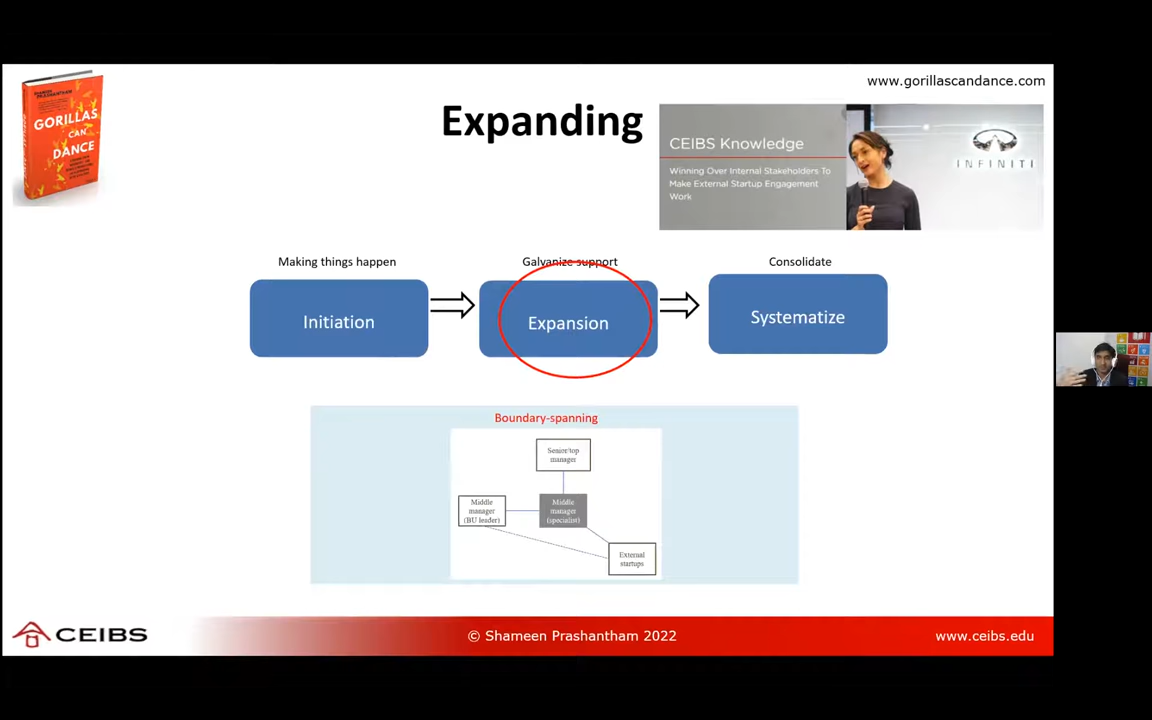 www.gorillascandance.com
GORILLAS
CAN
DANCE
Expanding
CEIBS Knowledge
Winning Over Internal Stakeholders To
Make External Startup Engagement
Work
INFINITI
Making things happen
Galvanize support
Consolidate
Initiation
Expansion
Systematize
Boundary-spanning
Senior/top
manager
Middle
manager
(BU leader)
Middle
manager
(specialist)
External
startups
CEIBS
© Shameen Prashantham 2022
www.ceibs.edu